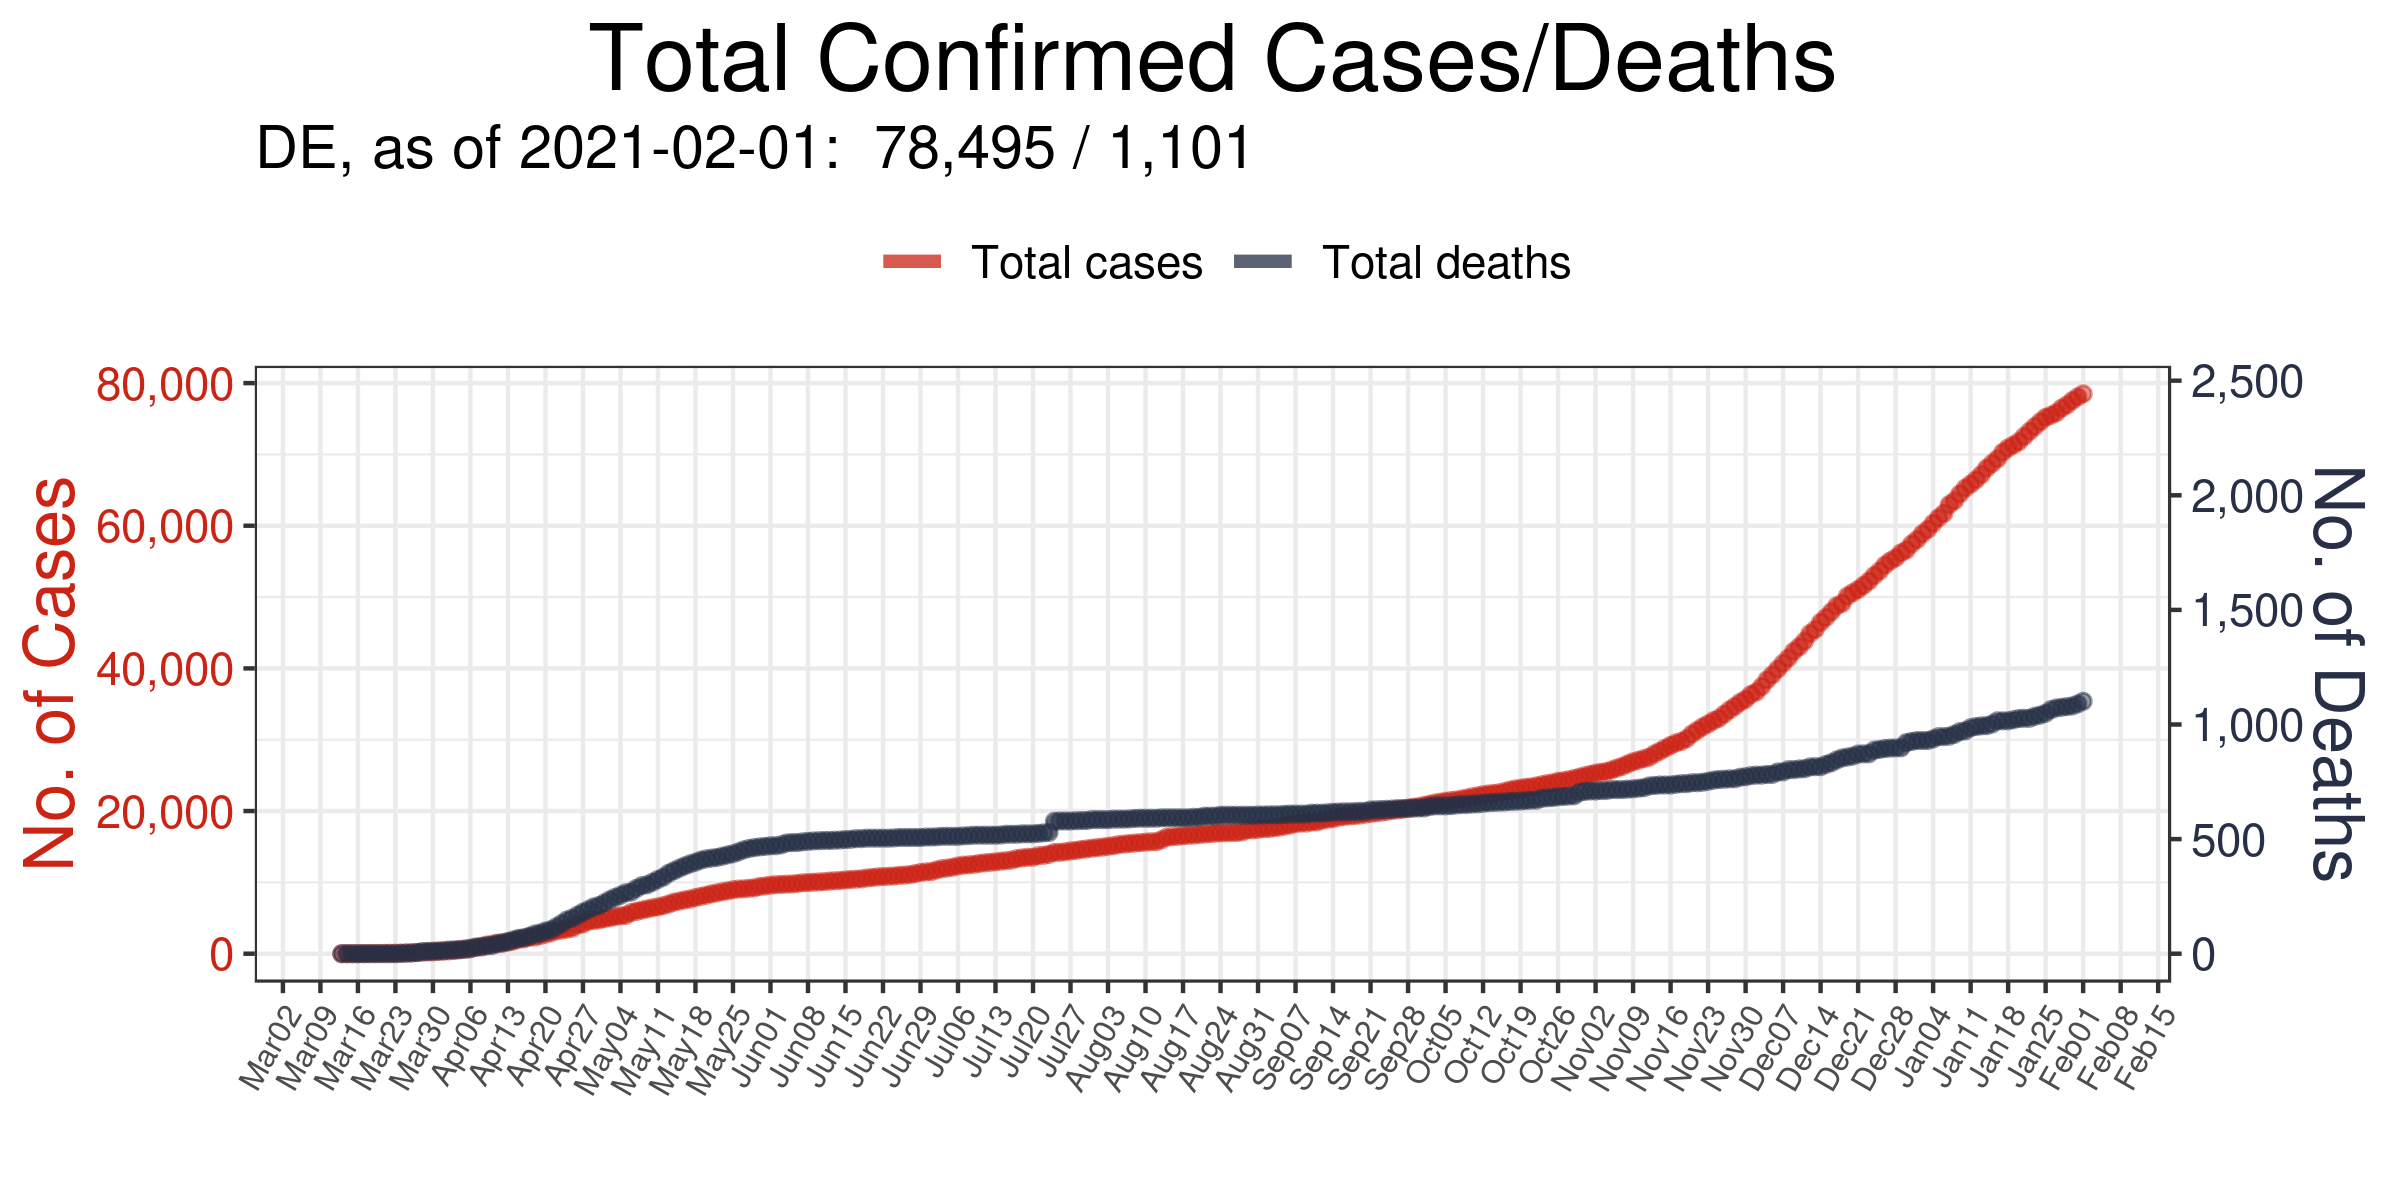 Total Confirmed Cases/Deaths
DE, as of 2021-02-01:  78,495 / 1,101
Total cases
Total deaths
No. of Cases
80,000
60,000
40,000
20,000
0
2,500
2,000
1,500
1,000
500
0
No. of Deaths
Mar02
Mar09
Mar16
Mar23
Mar30
Apr06
Apr13
Apr20
Apr27
May04
May11
May18
May25
Jun01
Jun08
Jun15
Jun22
Jun29
Jul06
Jul13
Jul20
Jul27
Aug03
Aug10
Aug17
Aug24
Aug31
Sep07
Sep14
Sep21
Sep28
Oct05
Oct12
Oct19
Oct26
Nov02
Nov09
Nov16
Nov23
Nov30
Dec07
Dec14
Dec21
Dec28
Jan04
Jan11
Jan18
Jan25
Feb01
Feb08
Feb15